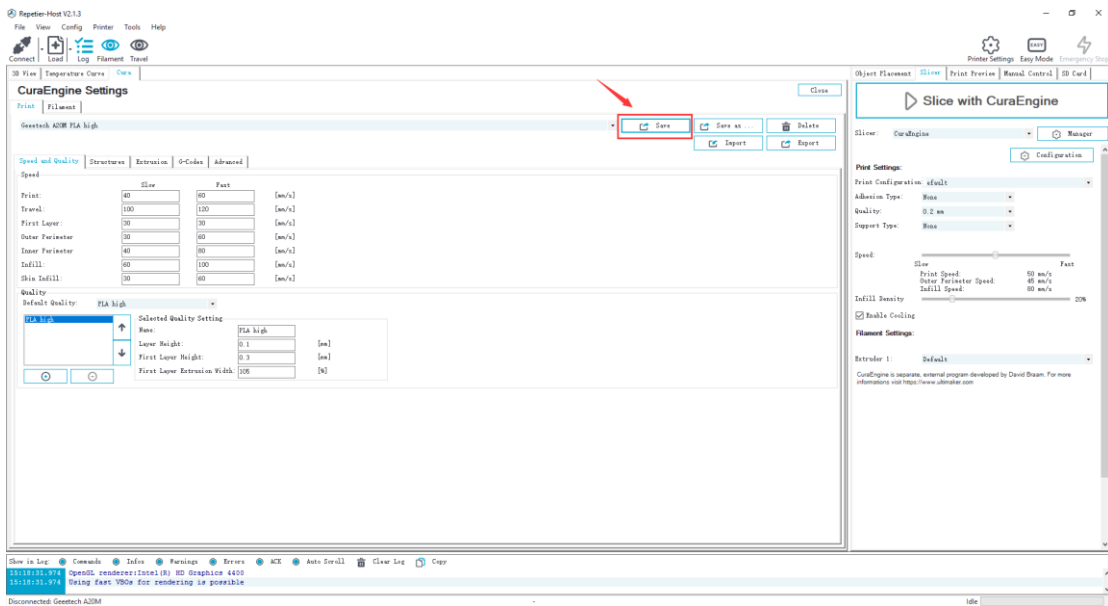 Repetier-Host V2.1.3
File View Config Printer Tools Help
Connect Load Log Filament Travel
Printer Settings Easy Mode Emergency Stop
EASY
3D View Temperature Curve Cura
Object Placement Slicer Print Preview Manual Control SD Card
CuraEngine Settings
Close
Print Filament
Geeetech A20M PLA high
Save Save as ... Delete
Import Export
Speed and Quality Structures Extrusion G-Codes Advanced
Speed
Slow Fast
Print: 40 60 [mm/s]
Travel: 100 120 [mm/s]
First Layer: 30 30 [mm/s]
Outer Perimeter 30 60 [mm/s]
Inner Perimeter 40 80 [mm/s]
Infill: 60 100 [mm/s]
Skin Infill: 30 60 [mm/s]
Quality
Default Quality: PLA high
PLA high
Selected Quality Setting
Name: PLA high
Layer Height: 0.1 [mm]
First Layer Height: 0.3 [mm]
First Layer Extrusion Width: 105 [%]
Slice with CuraEngine
Slicer: CuraEngine Manager
Configuration
Print Settings:
Print Configuration: efault
Adhesion Type: None
Quality: 0.2 mm
Support Type: None
Speed:
Slow Fast
Print Speed: 50 mm/s
Outer Perimeter Speed: 45 mm/s
Infill Speed: 80 mm/s
Infill Density 20%
Enable Cooling
Filament Settings:
Extruder 1: Default
CuraEngine is separate, external program developed by David Braam. For more
informations visit https://www.ultimaker.com
Show in Log: Commands Infos Warnings Errors ACK Auto Scroll Clear Log Copy
15:18:31.974 OpenGL renderer:Intel(R) HD Graphics 4400
15:18:31.974 Using fast VBOs for rendering is possible
Disconnected: Geeetech A20M - Idle